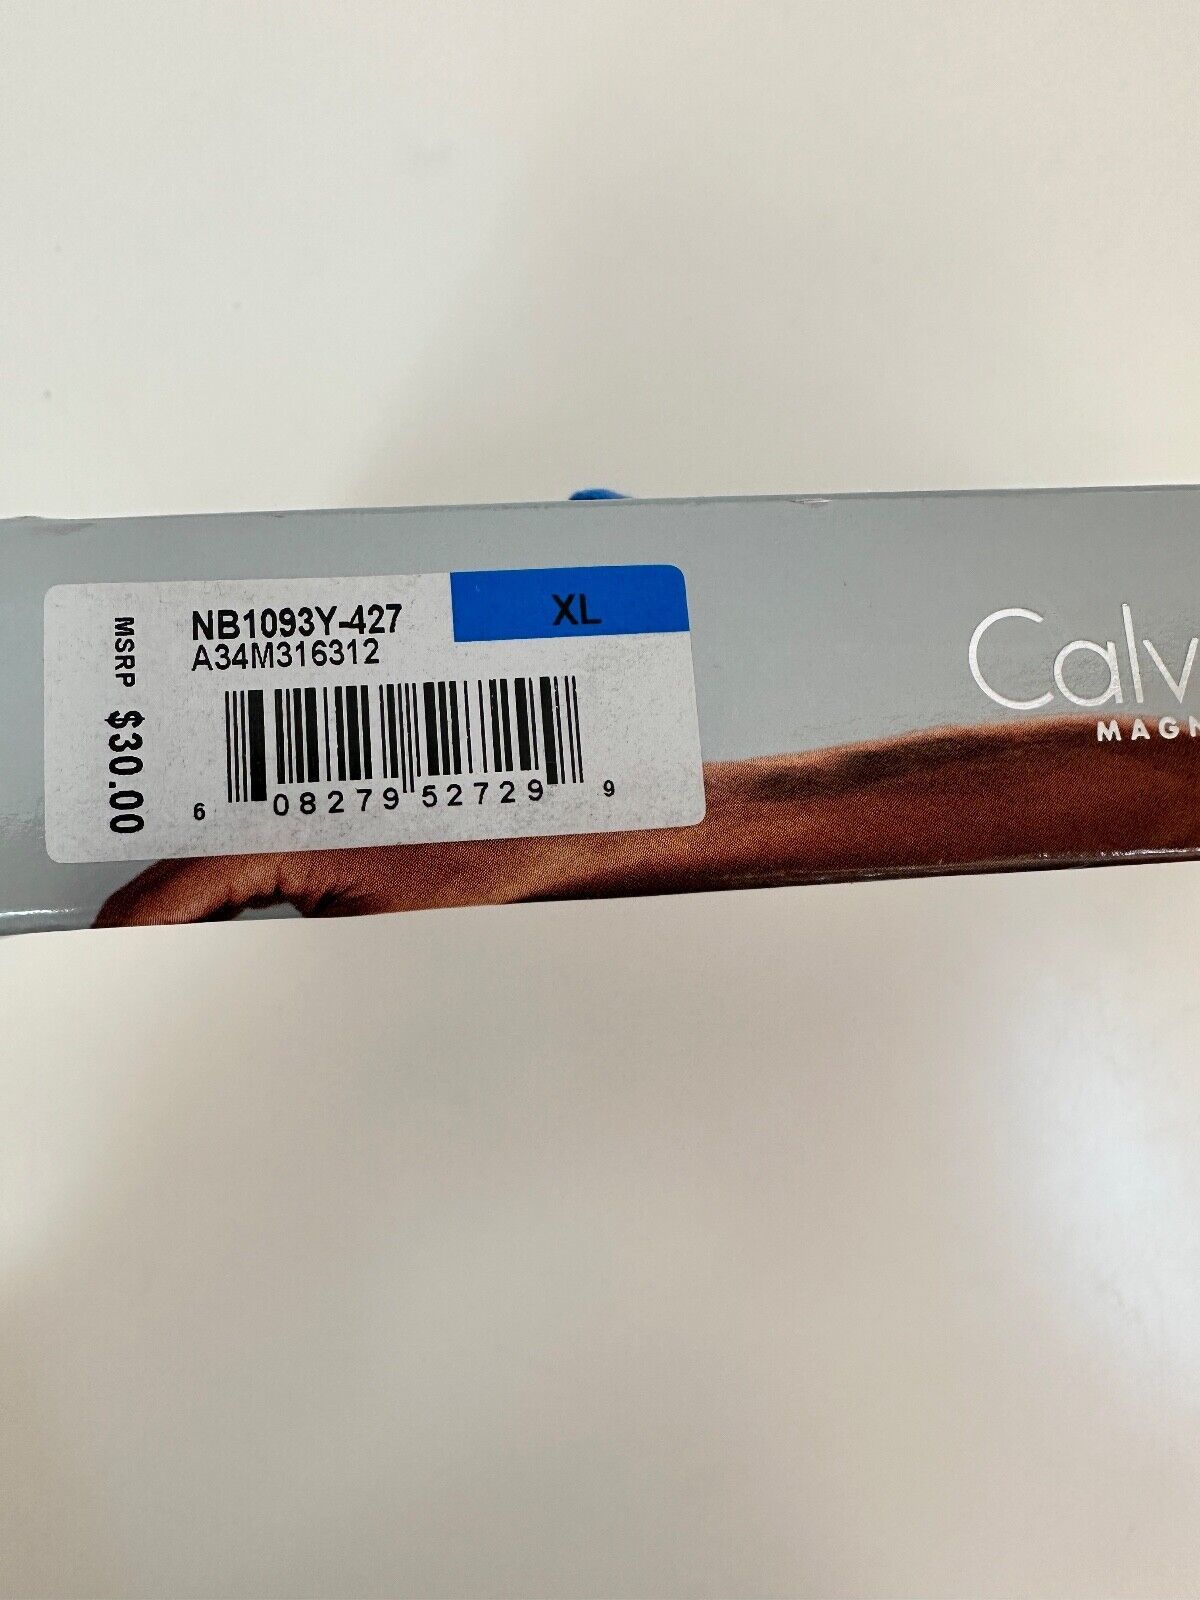 NB1093Y-427
XL
A34M316312
MSRP $30.00
6 08279 52729 9
Calv
MAGN